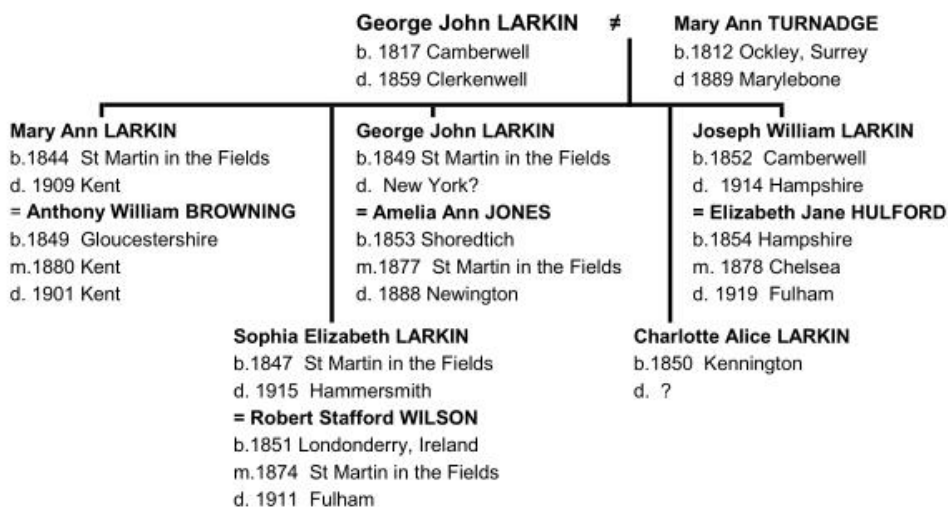 George John LARKIN ≠ Mary Ann TURNADGE
b. 1817 Camberwell
d. 1859 Clerkenwell
b.1812 Ockley, Surrey
d 1889 Marylebone
Mary Ann LARKIN
b.1844 St Martin in the Fields
d. 1909 Kent
= Anthony William BROWNING
b.1849 Gloucestershire
m.1880 Kent
d. 1901 Kent
George John LARKIN
b.1849 St Martin in the Fields
d. New York?
= Amelia Ann JONES
b.1853 Shoredtich
m.1877 St Martin in the Fields
d. 1888 Newington
Joseph William LARKIN
b.1852 Camberwell
d. 1914 Hampshire
= Elizabeth Jane HULFORD
b.1854 Hampshire
m. 1878 Chelsea
d. 1919 Fulham
Sophia Elizabeth LARKIN
b.1847 St Martin in the Fields
d. 1915 Hammersmith
= Robert Stafford WILSON
b.1851 Londonderry, Ireland
m.1874 St Martin in the Fields
d. 1911 Fulham
Charlotte Alice LARKIN
b.1850 Kennington
d. ?